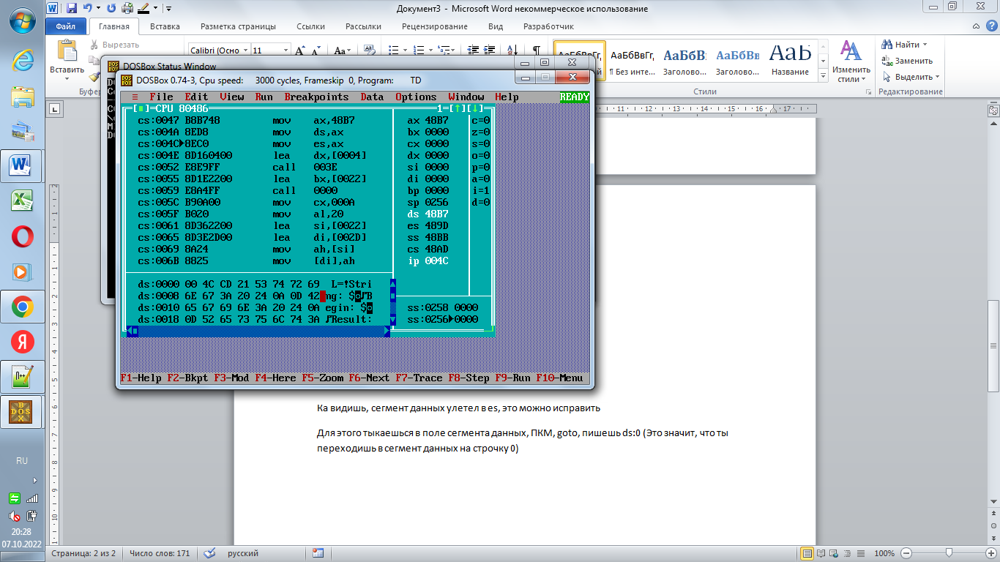 Документ3 - Microsoft Word некоммерческое использование
Файл Главная Вставка Разметка страницы Ссылки Рассылки Рецензирование Вид Разработчик
Вырезать
Calibri (Осно 11
Найти
Заменить
Выделить
Вставить
АаБбВвГг,
¶ Без инте...
АаБбВ
Заголово...
АаБбВв
Заголово...
АаБ
Название
Изменить
стили
Стили
Редактирование
DOSBox Status Window
DOSBox 0.74-3, Cpu speed: 3000 cycles, Frameskip 0, Program: TD
≡ File Edit View Run Breakpoints Data Options Window Help READY
[■]=CPU 80486 1=[↑][↓]
cs:0047 B8B748 mov ax,48B7 ax 48B7 c=0
cs:004A 8ED8 mov ds,ax bx 0000 z=0
cs:004C►8EC0 mov es,ax cx 0000 s=0
cs:004E 8D160400 lea dx,[0004] dx 0000 o=0
cs:0052 E8E9FF call 003E si 0000 p=0
cs:0055 8D1E2200 lea bx,[0022] di 0000 a=0
cs:0059 E8A4FF call 0000 bp 0000 i=1
cs:005C B90A00 mov cx,000A sp 0256 d=0
cs:005F B020 mov al,20 ds 48B7
cs:0061 8D362200 lea si,[0022] es 489D
cs:0065 8D3E2D00 lea di,[002D] ss 48BB
cs:0069 8A24 mov ah,[si] cs 48AD
cs:006B 8825 mov [di],ah ip 004C
ds:0000 00 4C CD 21 53 74 72 69 L=!Stri
ds:0008 6E 67 3A 20 24 0A 0D 42 ng: $◙♪B
ds:0010 65 67 69 6E 3A 20 24 0A egin: $◙ ss:0258 0000
ds:0018 0D 52 65 73 75 6C 74 3A ♪Result: ss:0256►0000
F1-Help F2-Bkpt F3-Mod F4-Here F5-Zoom F6-Next F7-Trace F8-Step F9-Run F10-Menu
Ка видишь, сегмент данных улетел в es, это можно исправить
Для этого тыкаешься в поле сегмента данных, ПКМ, goto, пишешь ds:0 (Это значит, что ты
переходишь в сегмент данных на строчку 0)
RU
20:28
07.10.2022
Страница: 2 из 2 Число слов: 171 русский 100%